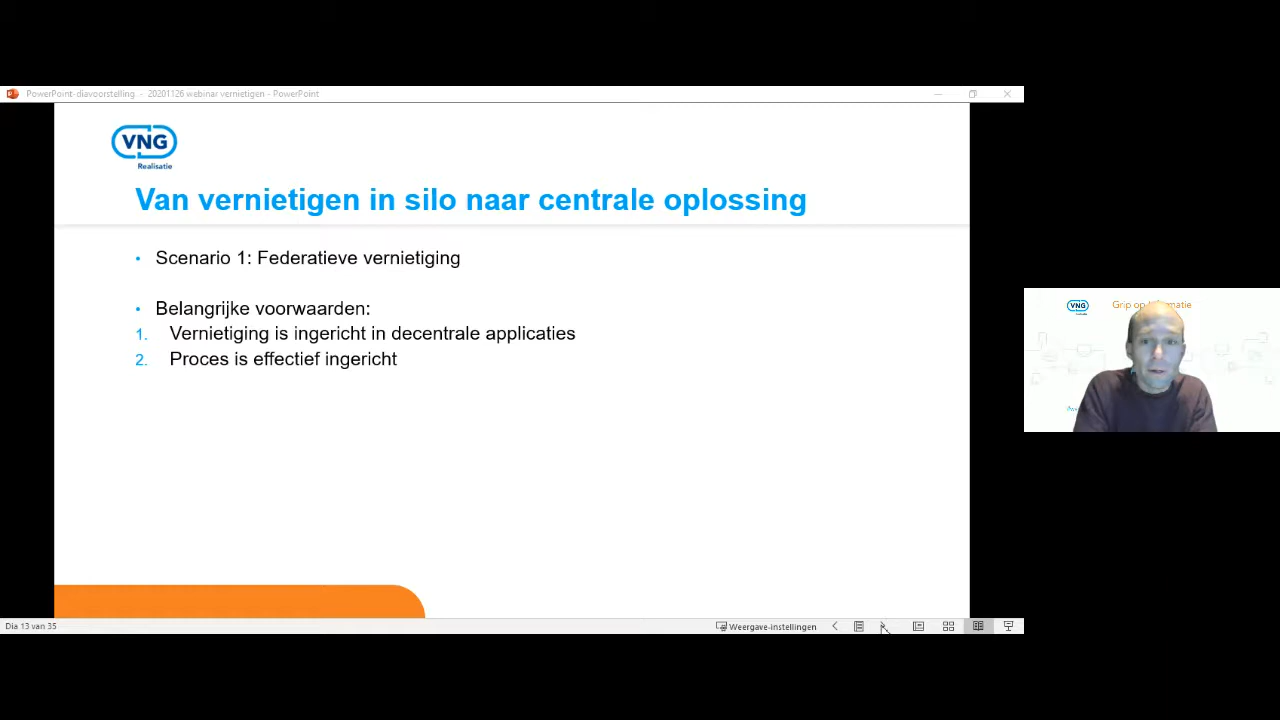 PowerPoint-diavoorstelling - 20201126 webinar vernietigen - PowerPoint
VNG
Realisatie
Van vernietigen in silo naar centrale oplossing
• Scenario 1: Federatieve vernietiging
• Belangrijke voorwaarden:
1. Vernietiging is ingericht in decentrale applicaties
2. Proces is effectief ingericht
Dia 13 van 35
Weergave-instellingen
VNG
Grip op